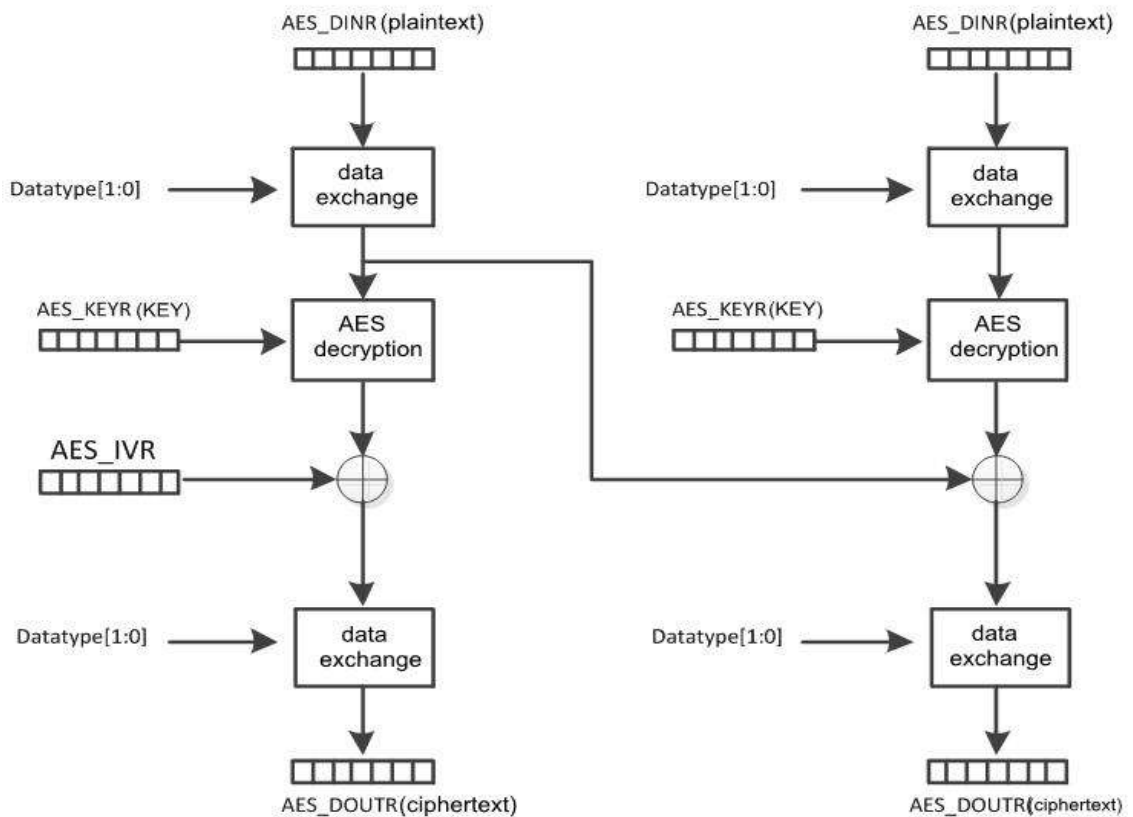 AES_DINR(plaintext)
AES_DINR(plaintext)
data
exchange
data
exchange
Datatype[1:0]
Datatype[1:0]
AES_KEYR(KEY)
AES_KEYR(KEY)
AES
decryption
AES
decryption
AES_IVR
data
exchange
data
exchange
Datatype[1:0]
Datatype[1:0]
AES_DOUTR(ciphertext)
AES_DOUTR(ciphertext)